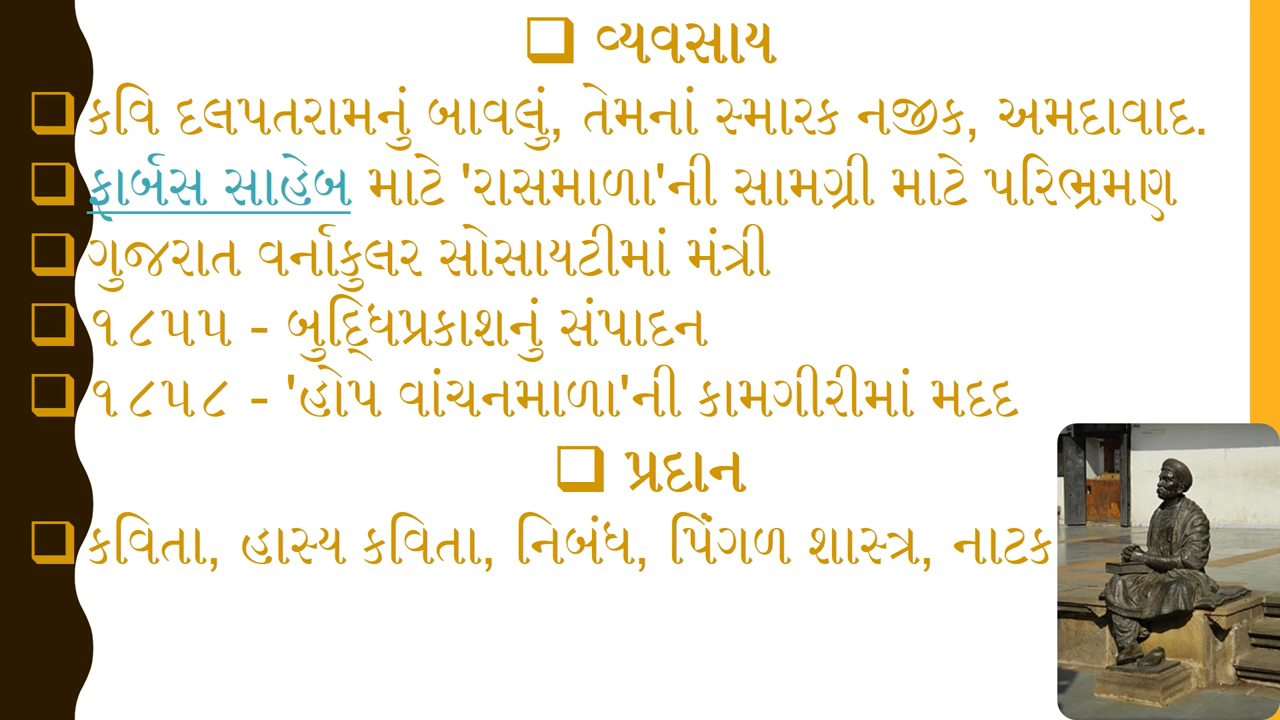 ❑ વ્યવસાય
❑ કવિ દલપતરામનું બાવલું, તેમનાં સ્મારક નજીક, અમદાવાદ.
❑ ફાર્બસ સાહેબ માટે 'રાસમાળા'ની સામગ્રી માટે પરિભ્રમણ
❑ ગુજરાત વર્નાકુલર સોસાયટીમાં મંત્રી
❑ ૧૮૫૫ - બુદ્ધિપ્રકાશનું સંપાદન
❑ ૧૮૫૮ - 'હોપ વાંચનમાળા'ની કામગીરીમાં મદદ
❑ પ્રદાન
❑ કવિતા, હાસ્ય કવિતા, નિબંધ, પિંગળ શાસ્ત્ર, નાટક